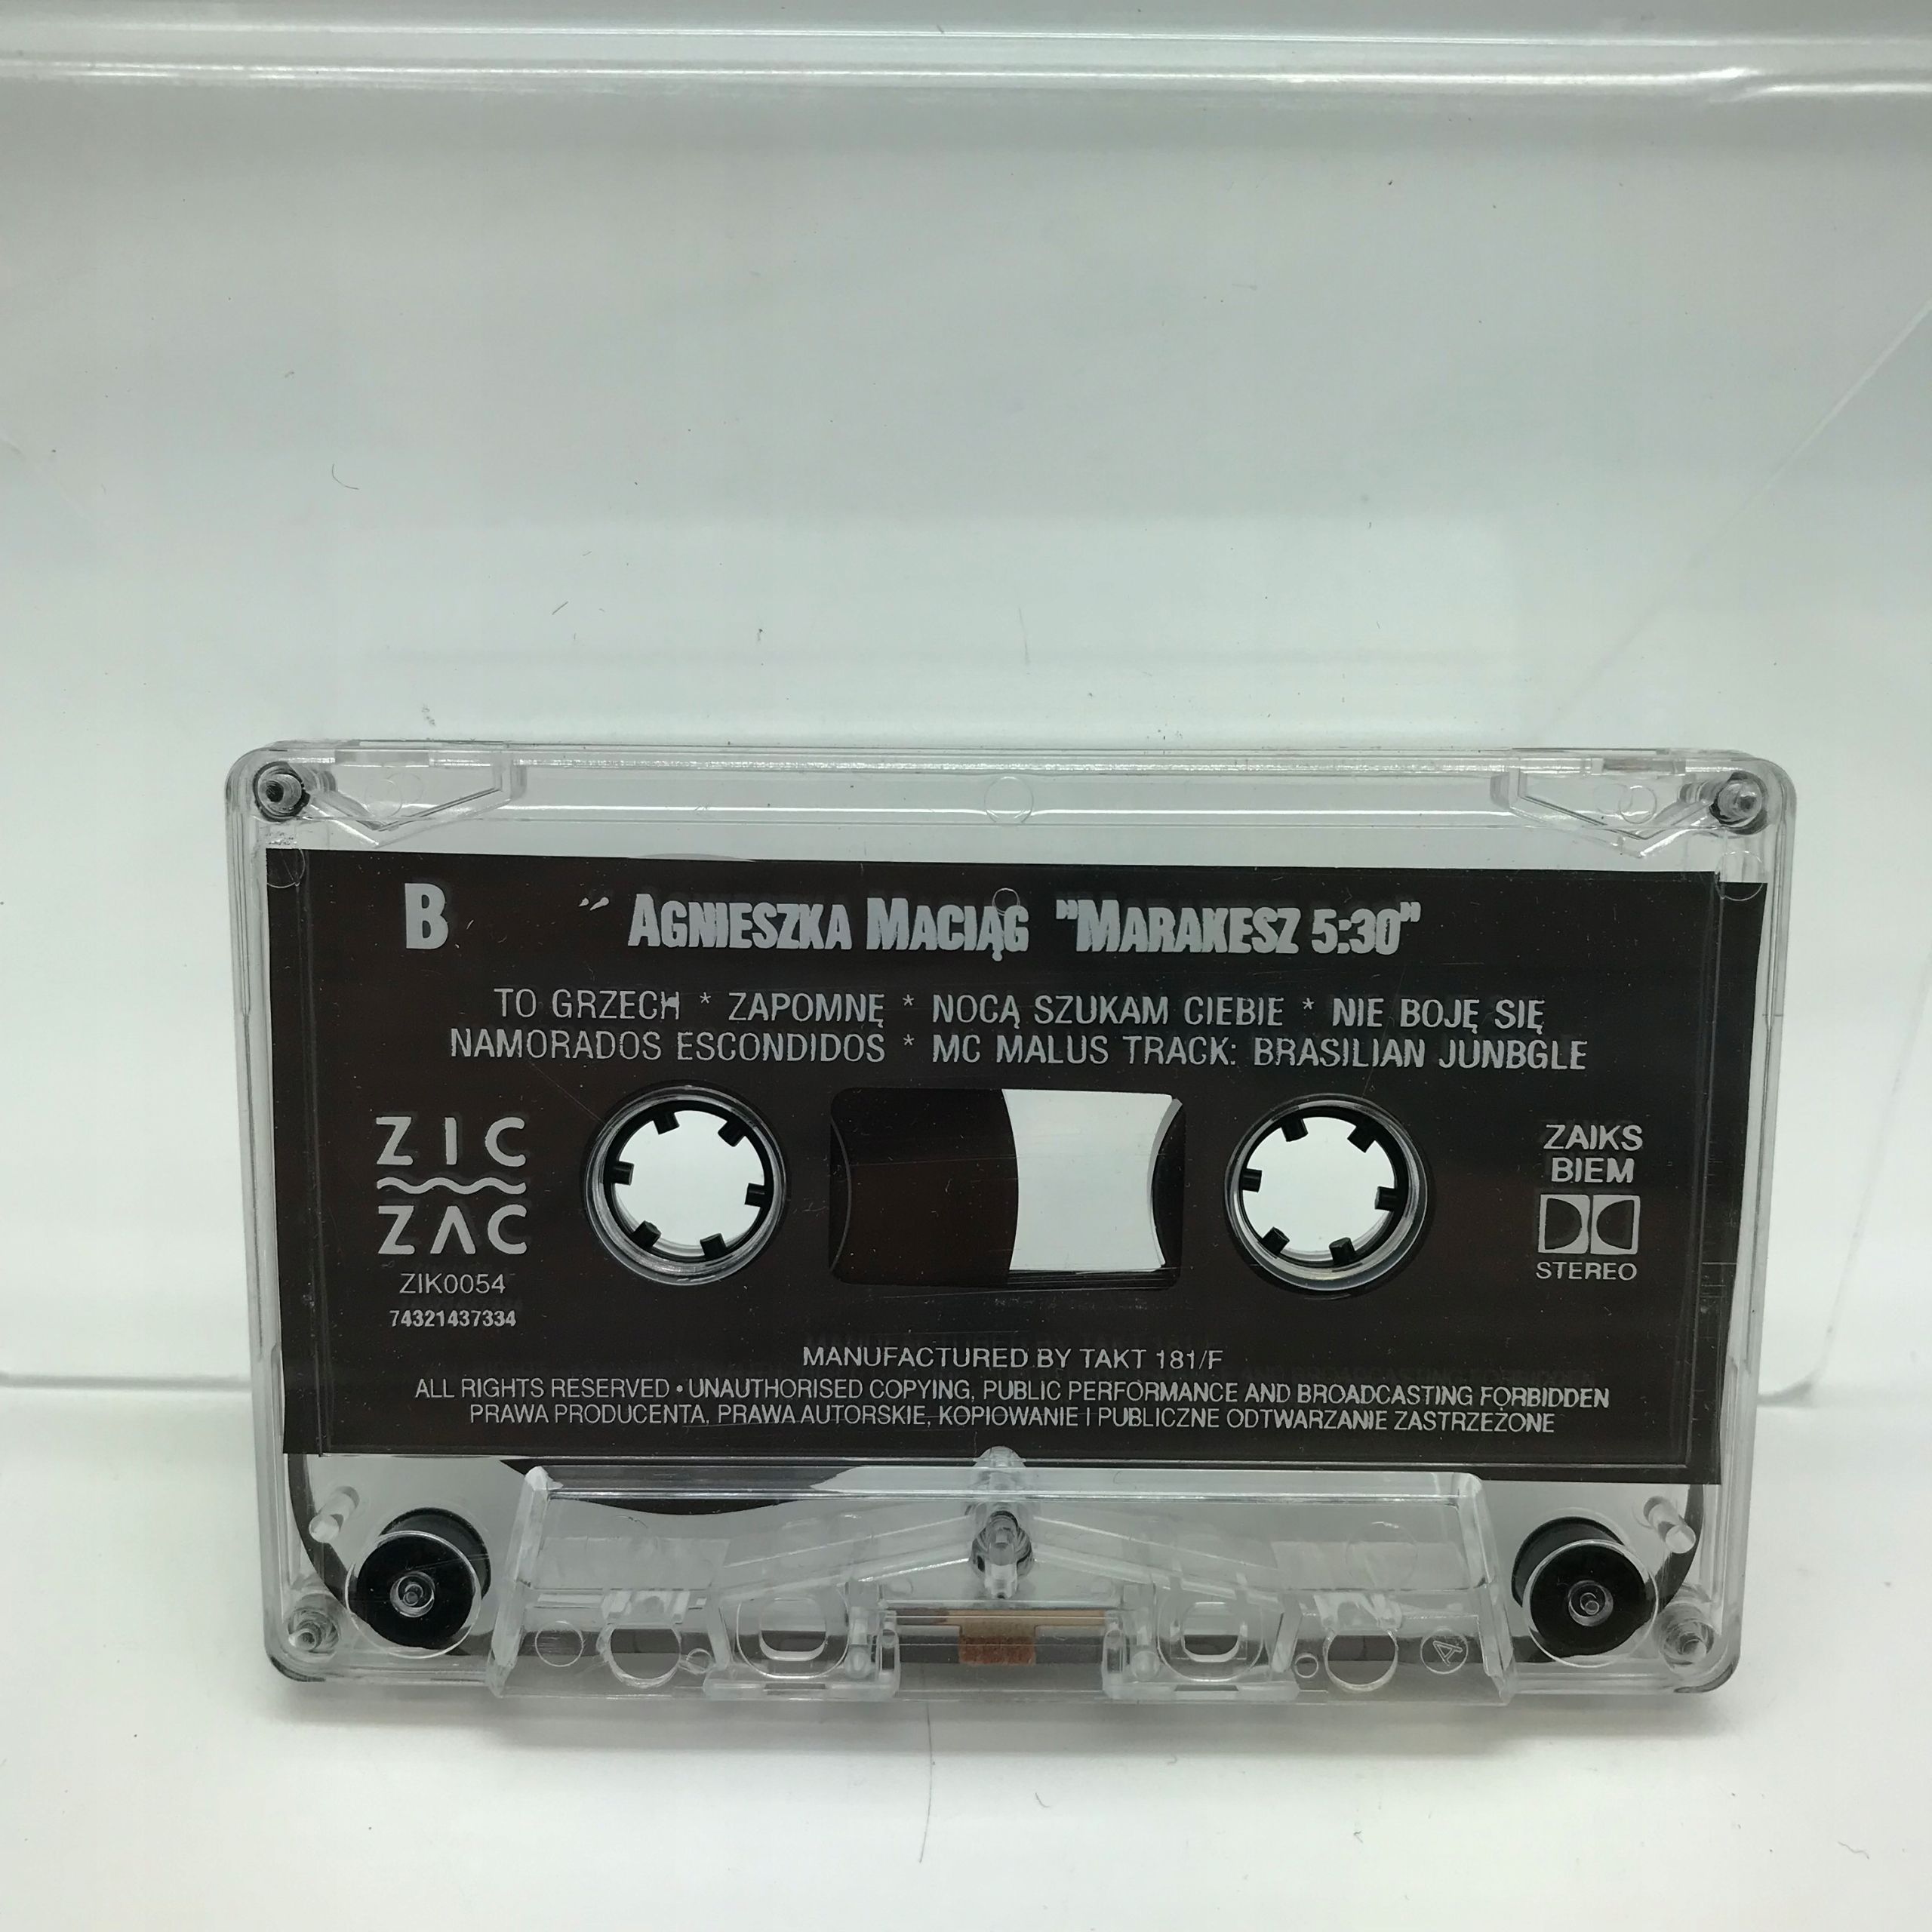 B " AGNIESZKA MACIĄG "MARAKESZ 5:30"
TO GRZECH * ZAPOMNĘ * NOCĄ SZUKAM CIEBIE * NIE BOJĘ SIĘ
NAMORADOS ESCONDIDOS * MC MALUS TRACK: BRASILIAN JUNBGLE
ZIC
ZAC
ZIK0054
74321437334
ZAIKS
BIEM
STEREO
MANUFACTURED BY TAKT 181/F
ALL RIGHTS RESERVED • UNAUTHORISED COPYING, PUBLIC PERFORMANCE AND BROADCASTING FORBIDDEN
PRAWA PRODUCENTA, PRAWA AUTORSKIE, KOPIOWANIE I PUBLICZNE ODTWARZANIE ZASTRZEŻONE
A